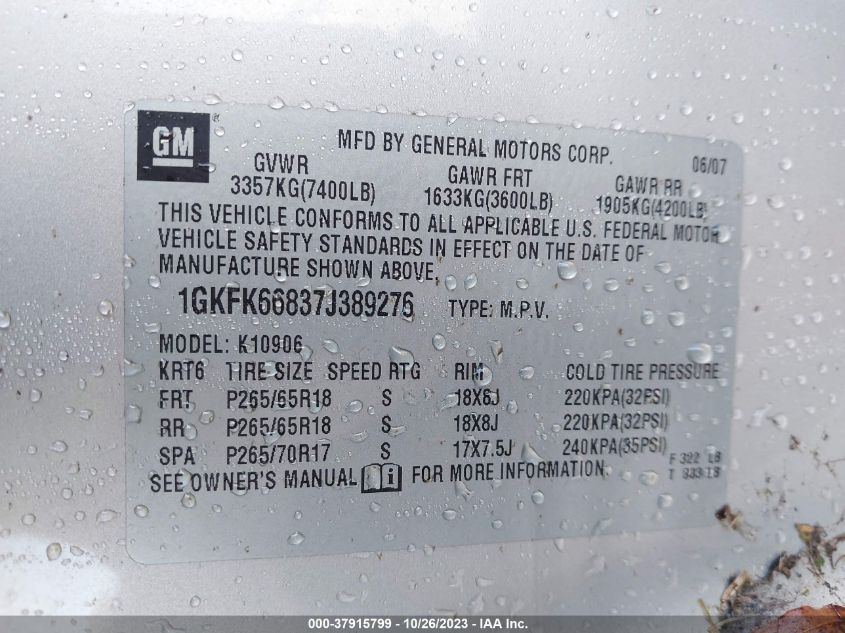 GM ®
MFD BY GENERAL MOTORS CORP. 06/07
GVWR GAWR FRT GAWR RR
3357KG(7400LB) 1633KG(3600LB) 1905KG(4200LB)
THIS VEHICLE CONFORMS TO ALL APPLICABLE U.S. FEDERAL MOTOR
VEHICLE SAFETY STANDARDS IN EFFECT ON THE DATE OF
MANUFACTURE SHOWN ABOVE.
1GKFK66837J389276 TYPE: M.P.V.
MODEL: K10906
KRT6 TIRE SIZE SPEED RTG RIM COLD TIRE PRESSURE
FRT P265/65R18 S 18X8J 220KPA(32PSI)
RR P265/65R18 S 18X8J 220KPA(32PSI)
SPA P265/70R17 S 17X7.5J 240KPA(35PSI)
F 322 LB
SEE OWNER'S MANUAL i FOR MORE INFORMATION.
T LB
000-37915799 - 10/26/2023 - IAA Inc.